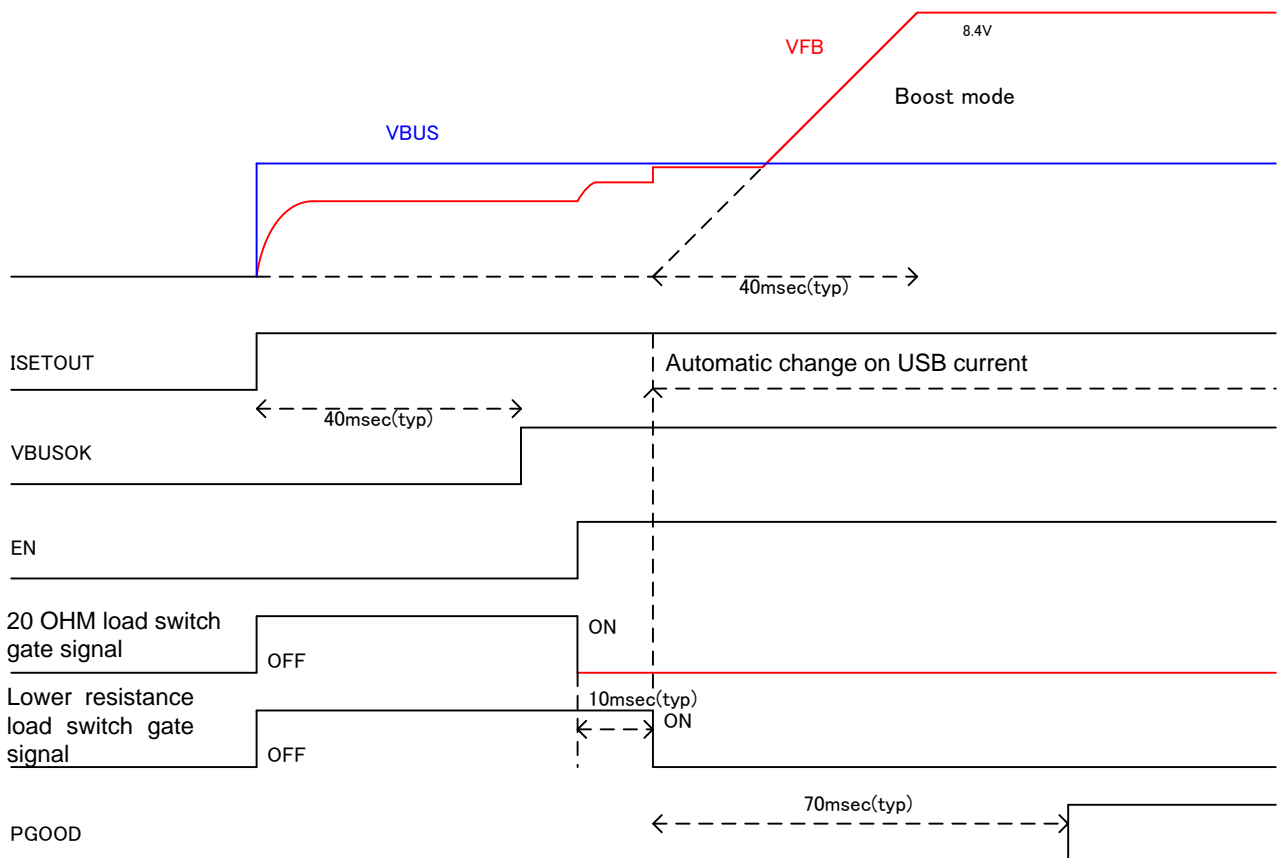 8.4V
VFB
Boost mode
VBUS
40msec(typ)
ISETOUT
Automatic change on USB current
40msec(typ)
VBUSOK
EN
20 OHM load switch
gate signal
ON
OFF
Lower resistance
load switch gate
signal
10msec(typ)
ON
OFF
70msec(typ)
PGOOD